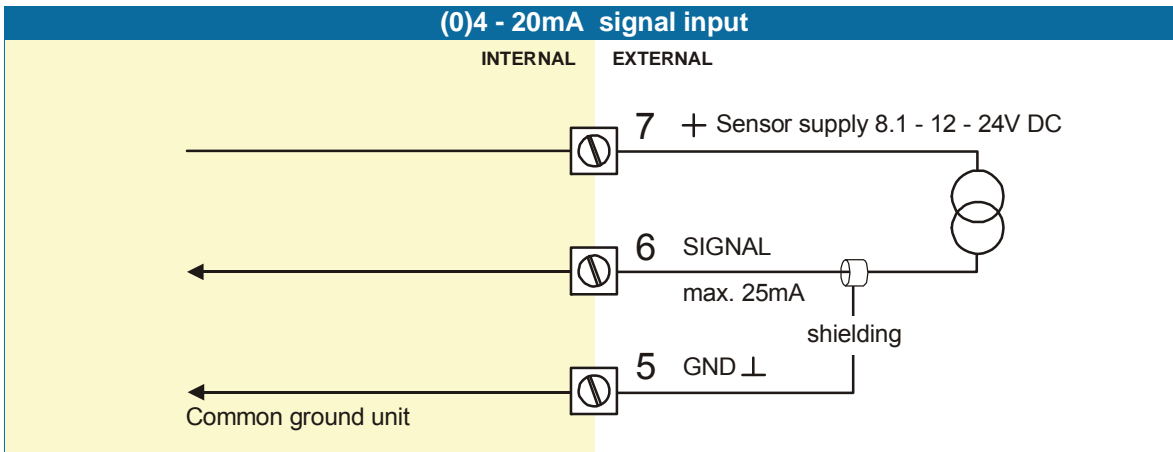 (0)4 - 20mA signal input
INTERNAL EXTERNAL
7 + Sensor supply 8.1 - 12 - 24V DC
6 SIGNAL
max. 25mA
shielding
5 GND ⊥
Common ground unit